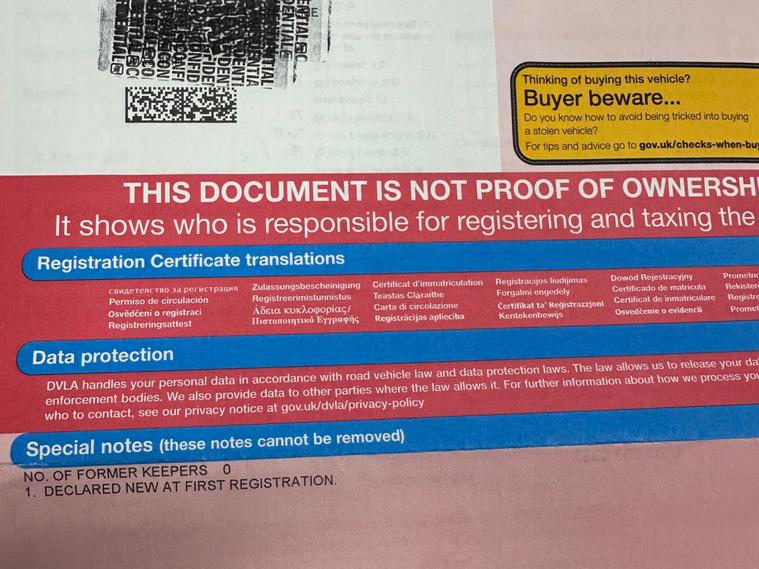 Thinking of buying this vehicle?
Buyer beware...
Do you know how to avoid being tricked into buying
a stolen vehicle?
For tips and advice go to gov.uk/checks-when-buy
THIS DOCUMENT IS NOT PROOF OF OWNERSHI
It shows who is responsible for registering and taxing the
Registration Certificate translations
свидетелство за регистрация
Permiso de circulación
Osvědčení o registraci
Registreringsattest
Zulassungsbescheinigung
Registreerimistunnistus
Άδεια κυκλοφορίας/
Πιστοποιητικό Εγγραφής
Certificat d'immatriculation
Teastas Cláraithe
Carta di circolazione
Reģistrācijas apliecība
Registracijos liudijimas
Forgalmi engedély
Ċertifikat ta' Reġistrazzjoni
Kentekenbewijs
Dowód Rejestracyjny
Certificado de matrícula
Certificat de inmatriculare
Osvedčenie o evidencii
Prometno
Rekister
Registre
Promet
Data protection
DVLA handles your personal data in accordance with road vehicle law and data protection laws. The law allows us to release your da
enforcement bodies. We also provide data to other parties where the law allows it. For further information about how we process you
who to contact, see our privacy notice at gov.uk/dvla/privacy-policy
Special notes (these notes cannot be removed)
NO. OF FORMER KEEPERS 0
1. DECLARED NEW AT FIRST REGISTRATION.